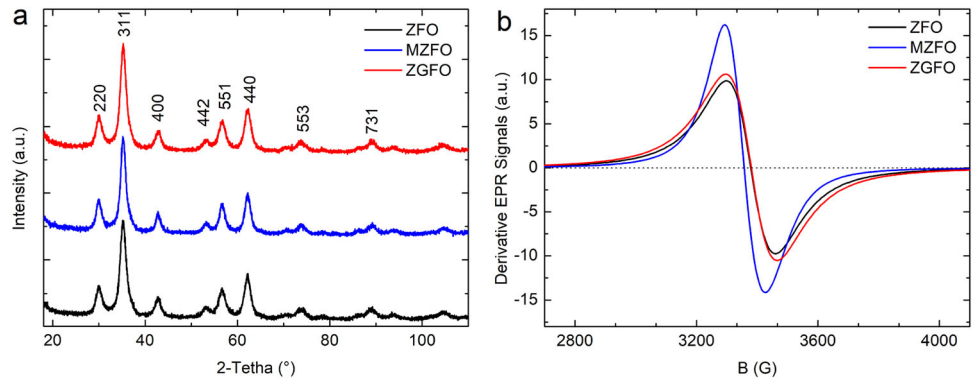 a
311
ZFO
MZFO
ZGFO
220
400
442
551
440
553
731
Intensity (a.u.)
20
40
60
80
100
2-Tetha (°)
b
ZFO
MZFO
ZGFO
15
10
5
0
-5
-10
-15
Derivative EPR Signals (a.u.)
2800
3200
3600
4000
B (G)